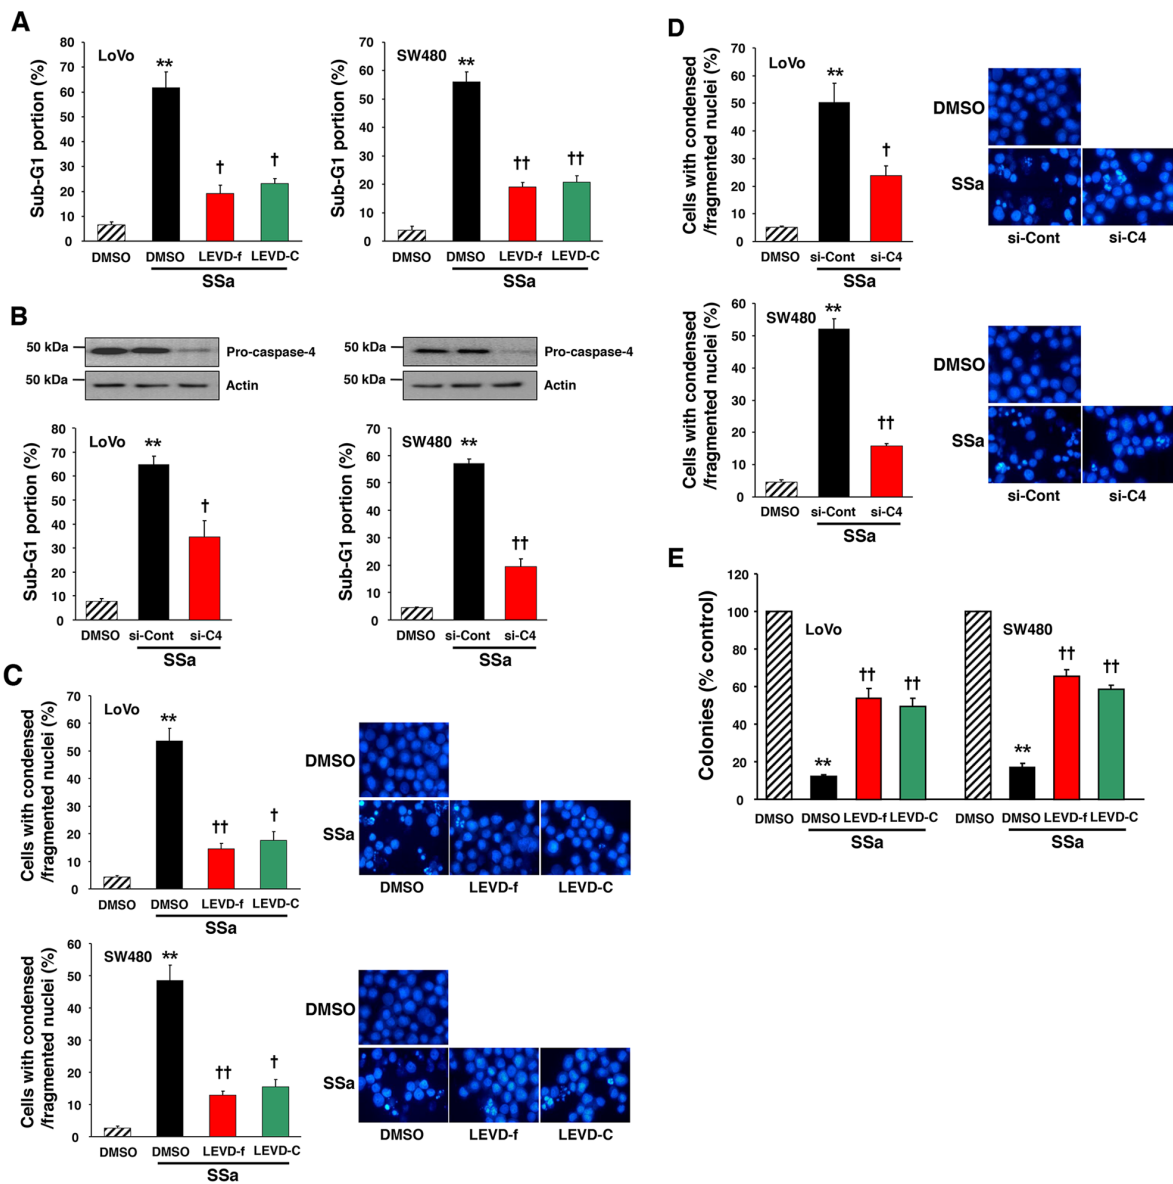 A
Sub-G1 portion (%)
80
70
60
50
40
30
20
10
0
LoVo
**
†
†
DMSO
DMSO LEVD-f LEVD-C
SSa
Sub-G1 portion (%)
70
60
50
40
30
20
10
0
SW480
**
††
††
DMSO
DMSO LEVD-f LEVD-C
SSa
B
50 kDa
Pro-caspase-4
50 kDa
Actin
50 kDa
Pro-caspase-4
50 kDa
Actin
Sub-G1 portion (%)
80
70
60
50
40
30
20
10
0
LoVo
**
†
DMSO si-Cont si-C4
SSa
Sub-G1 portion (%)
70
60
50
40
30
20
10
0
SW480
**
††
DMSO si-Cont si-C4
SSa
C
Cells with condensed
/fragmented nuclei (%)
70
60
50
40
30
20
10
0
LoVo
**
††
†
DMSO
DMSO LEVD-f LEVD-C
SSa
DMSO
SSa
DMSO LEVD-f LEVD-C
Cells with condensed
/fragmented nuclei (%)
60
50
40
30
20
10
0
SW480
**
††
†
DMSO
DMSO LEVD-f LEVD-C
SSa
DMSO
SSa
DMSO LEVD-f LEVD-C
D
Cells with condensed
/fragmented nuclei (%)
70
60
50
40
30
20
10
0
LoVo
**
†
DMSO si-Cont si-C4
SSa
DMSO
SSa
si-Cont si-C4
Cells with condensed
/fragmented nuclei (%)
60
50
40
30
20
10
0
SW480
**
††
DMSO si-Cont si-C4
SSa
DMSO
SSa
si-Cont si-C4
E
Colonies (% control)
120
100
80
60
40
20
0
LoVo
**
††
††
DMSO
DMSO LEVD-f LEVD-C
SSa
SW480
**
††
††
DMSO
DMSO LEVD-f LEVD-C
SSa